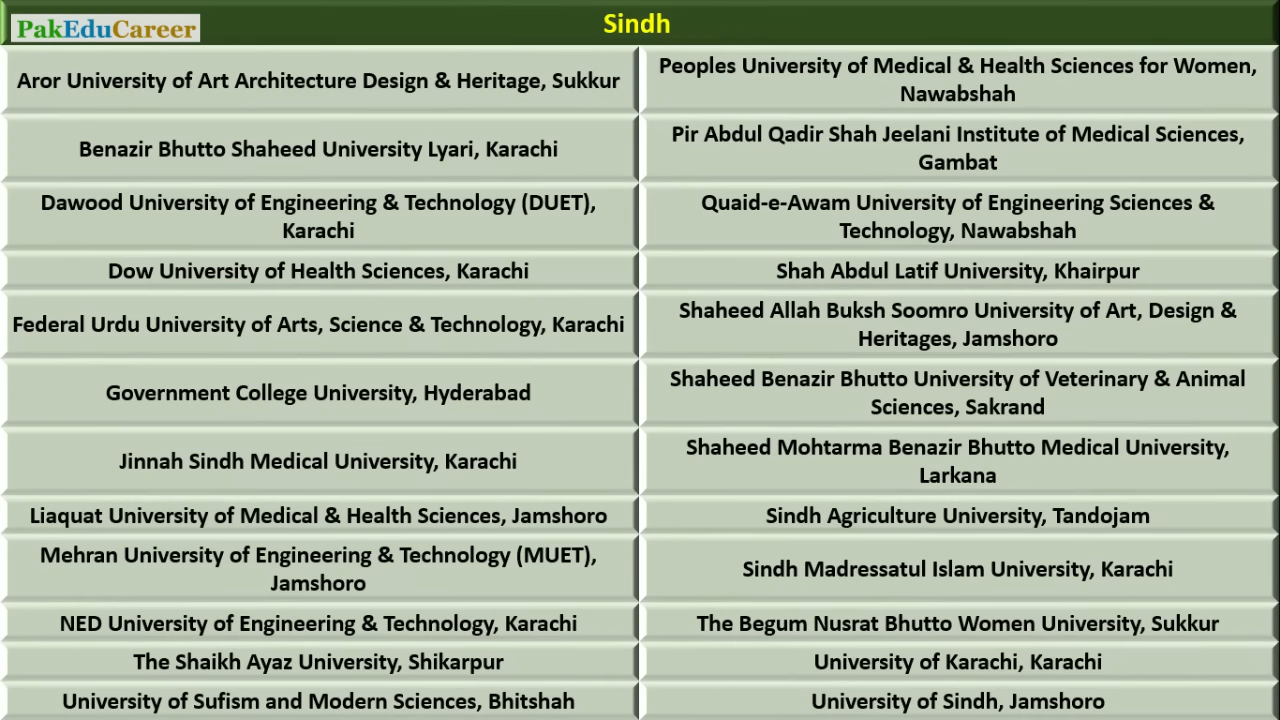 PakEduCareer
Sindh
Aror University of Art Architecture Design & Heritage, Sukkur
Peoples University of Medical & Health Sciences for Women,
Nawabshah
Benazir Bhutto Shaheed University Lyari, Karachi
Pir Abdul Qadir Shah Jeelani Institute of Medical Sciences,
Gambat
Dawood University of Engineering & Technology (DUET),
Karachi
Quaid-e-Awam University of Engineering Sciences &
Technology, Nawabshah
Dow University of Health Sciences, Karachi
Shah Abdul Latif University, Khairpur
Federal Urdu University of Arts, Science & Technology, Karachi
Shaheed Allah Buksh Soomro University of Art, Design &
Heritages, Jamshoro
Government College University, Hyderabad
Shaheed Benazir Bhutto University of Veterinary & Animal
Sciences, Sakrand
Jinnah Sindh Medical University, Karachi
Shaheed Mohtarma Benazir Bhutto Medical University,
Larkana
Liaquat University of Medical & Health Sciences, Jamshoro
Sindh Agriculture University, Tandojam
Mehran University of Engineering & Technology (MUET),
Jamshoro
Sindh Madressatul Islam University, Karachi
NED University of Engineering & Technology, Karachi
The Begum Nusrat Bhutto Women University, Sukkur
The Shaikh Ayaz University, Shikarpur
University of Karachi, Karachi
University of Sufism and Modern Sciences, Bhitshah
University of Sindh, Jamshoro